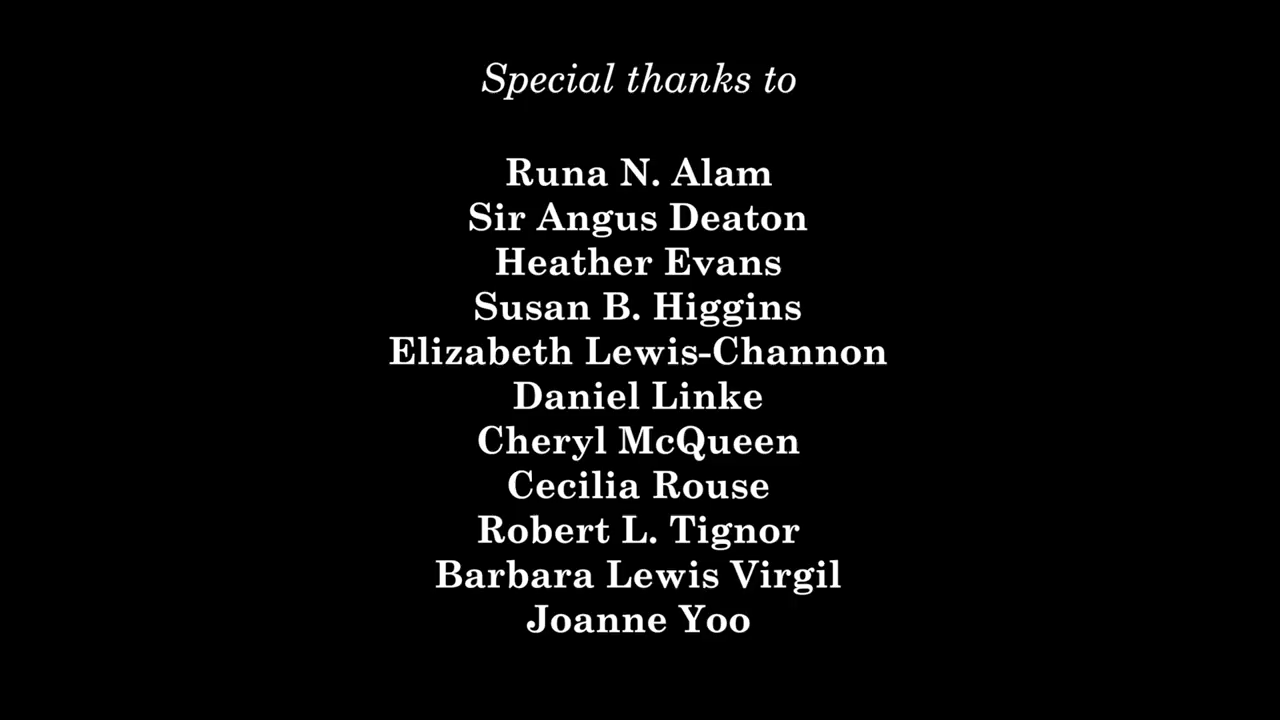 Special thanks to
Runa N. Alam
Sir Angus Deaton
Heather Evans
Susan B. Higgins
Elizabeth Lewis-Channon
Daniel Linke
Cheryl McQueen
Cecilia Rouse
Robert L. Tignor
Barbara Lewis Virgil
Joanne Yoo